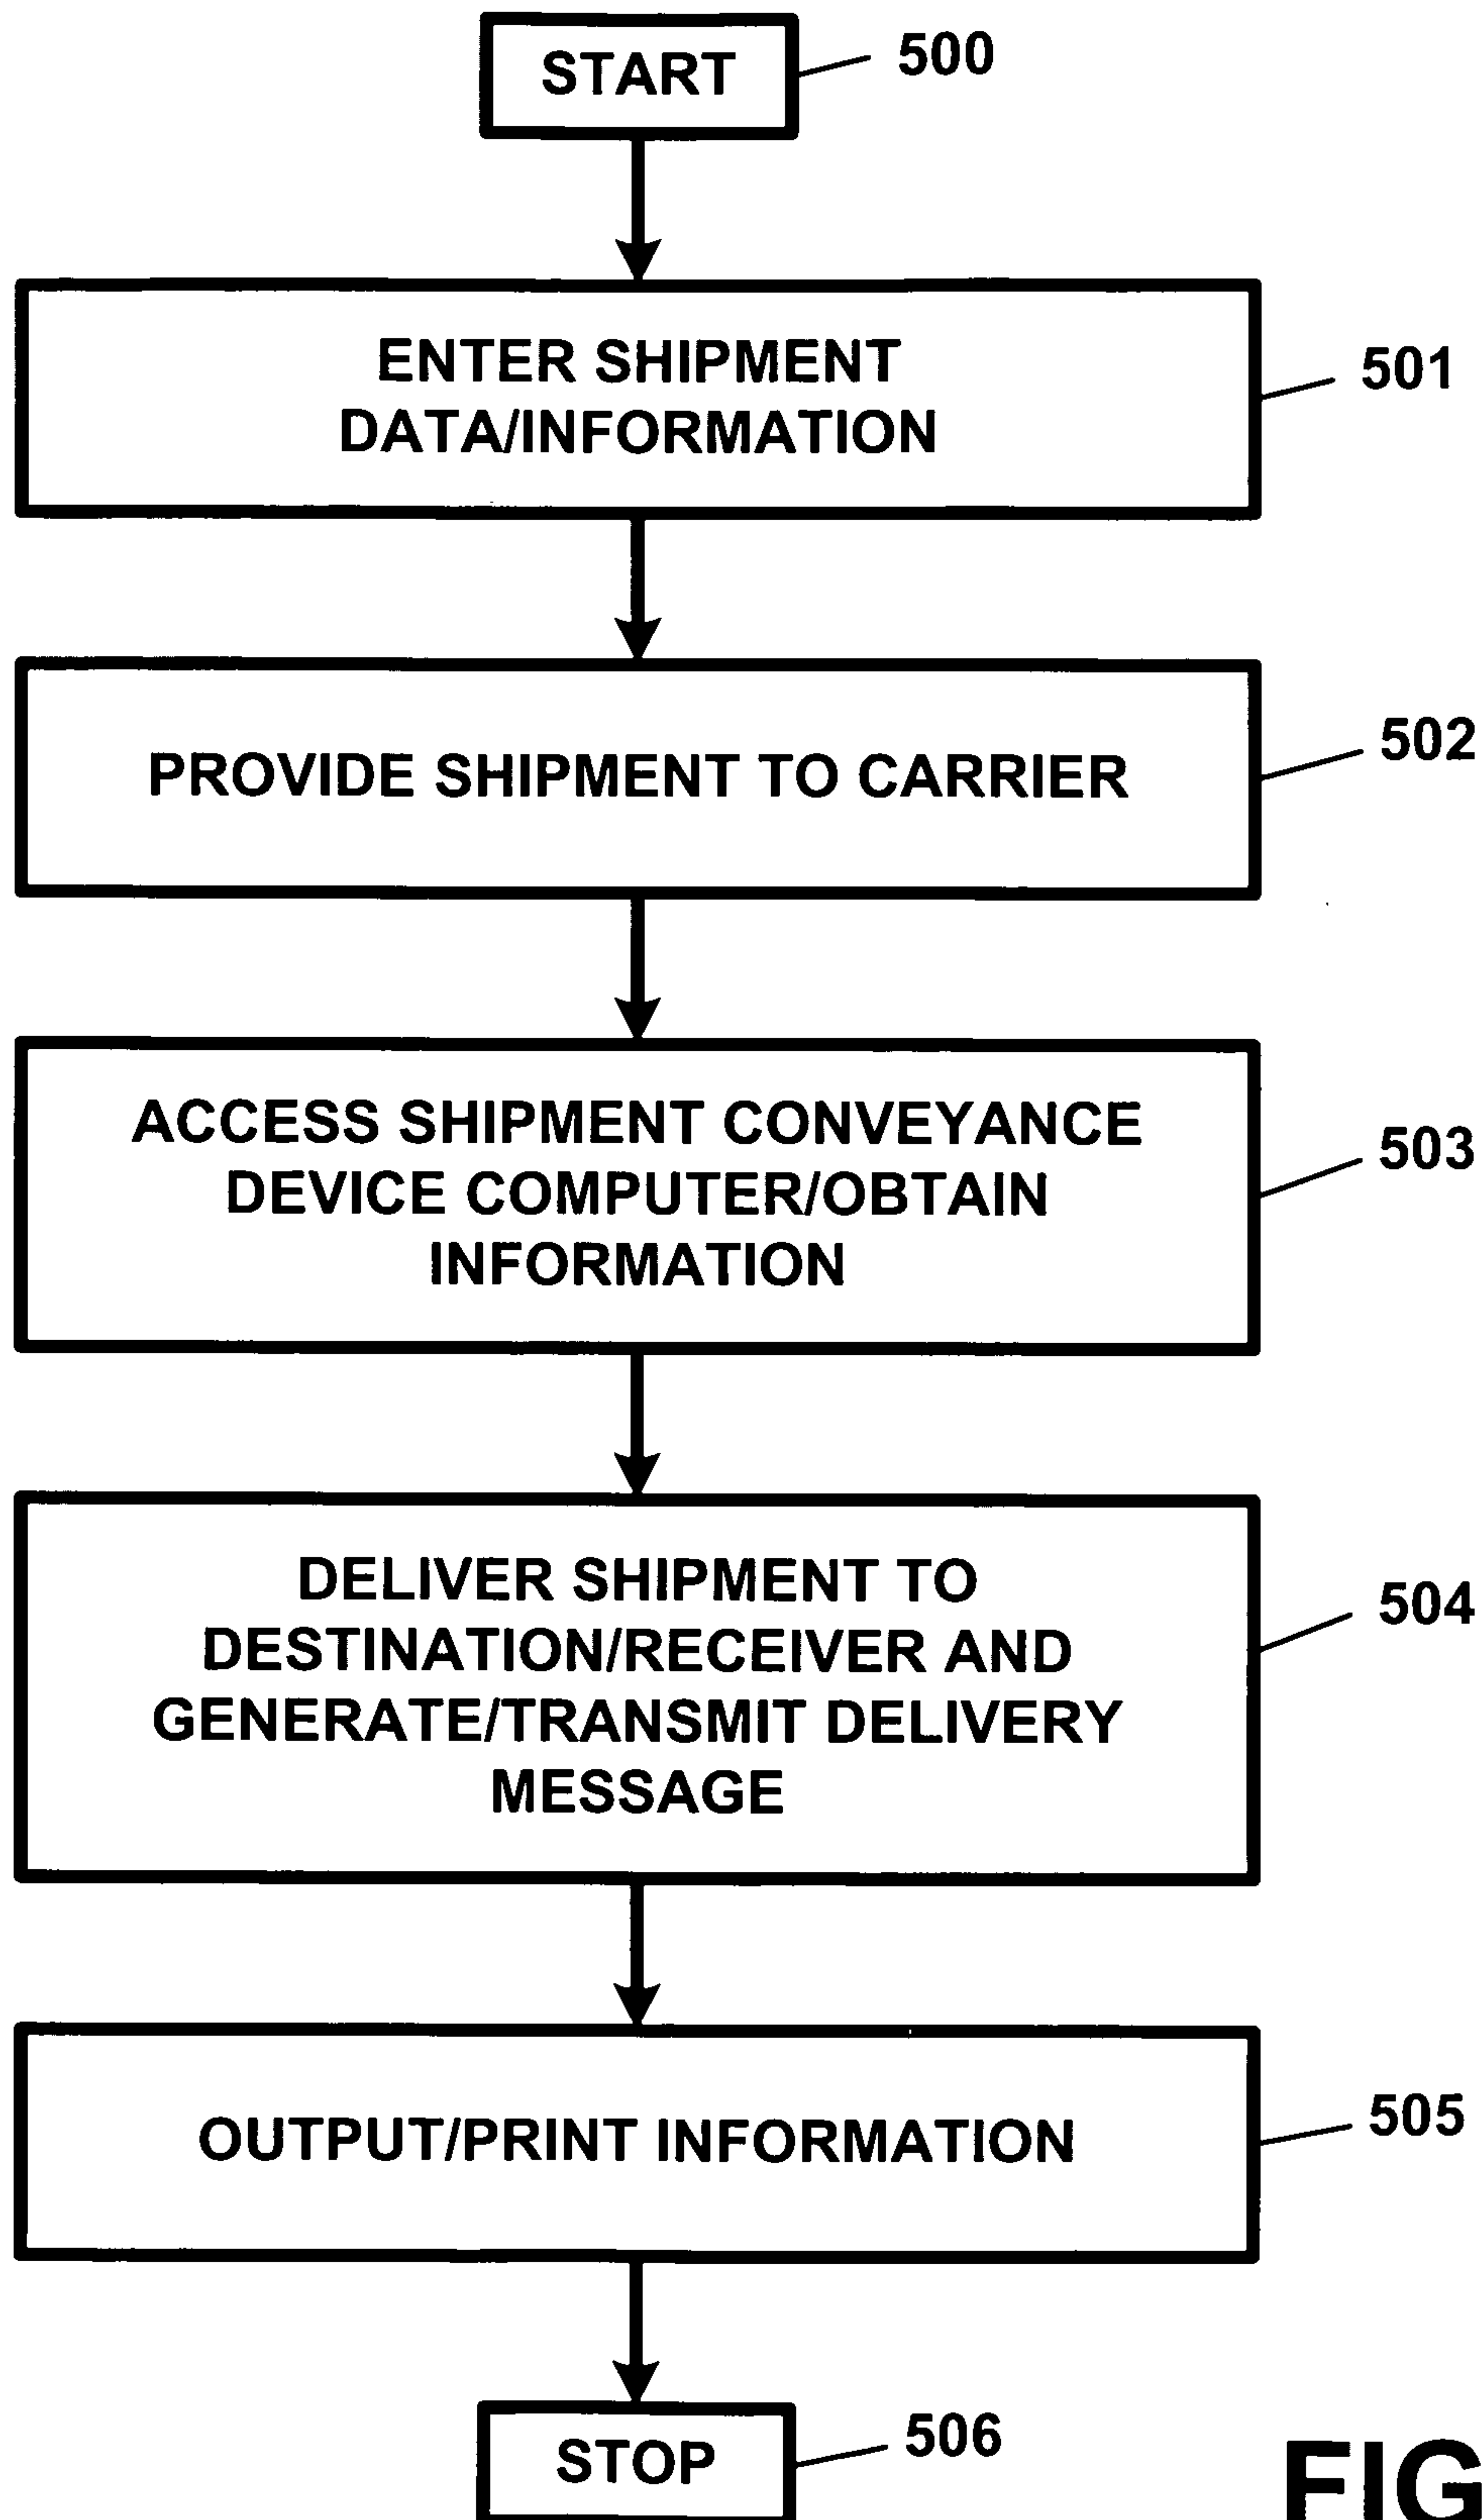 START
500
ENTER SHIPMENT
DATA/INFORMATION
501
PROVIDE SHIPMENT TO CARRIER
502
ACCESS SHIPMENT CONVEYANCE
DEVICE COMPUTER/OBTAIN
INFORMATION
503
DELIVER SHIPMENT TO
DESTINATION/RECEIVER AND
GENERATE/TRANSMIT DELIVERY
MESSAGE
504
OUTPUT/PRINT INFORMATION
505
STOP
506
FIG